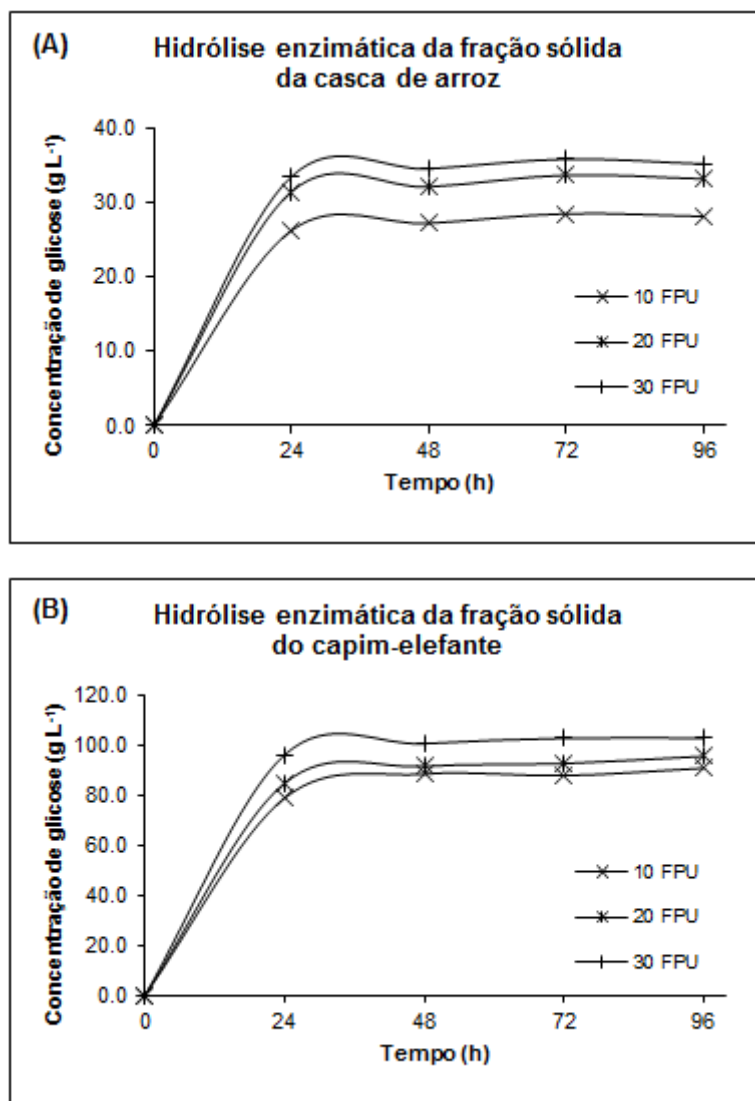 (A)
Hidrólise enzimática da fração sólida
da casca de arroz
Concentração de glicose (g L⁻¹)
40.0
30.0
20.0
10.0
0.0
0
24
48
72
96
Tempo (h)
10 FPU
20 FPU
30 FPU
(B)
Hidrólise enzimática da fração sólida
do capim-elefante
Concentração de glicose (g L⁻¹)
120.0
100.0
80.0
60.0
40.0
20.0
0.0
0
24
48
72
96
Tempo (h)
10 FPU
20 FPU
30 FPU